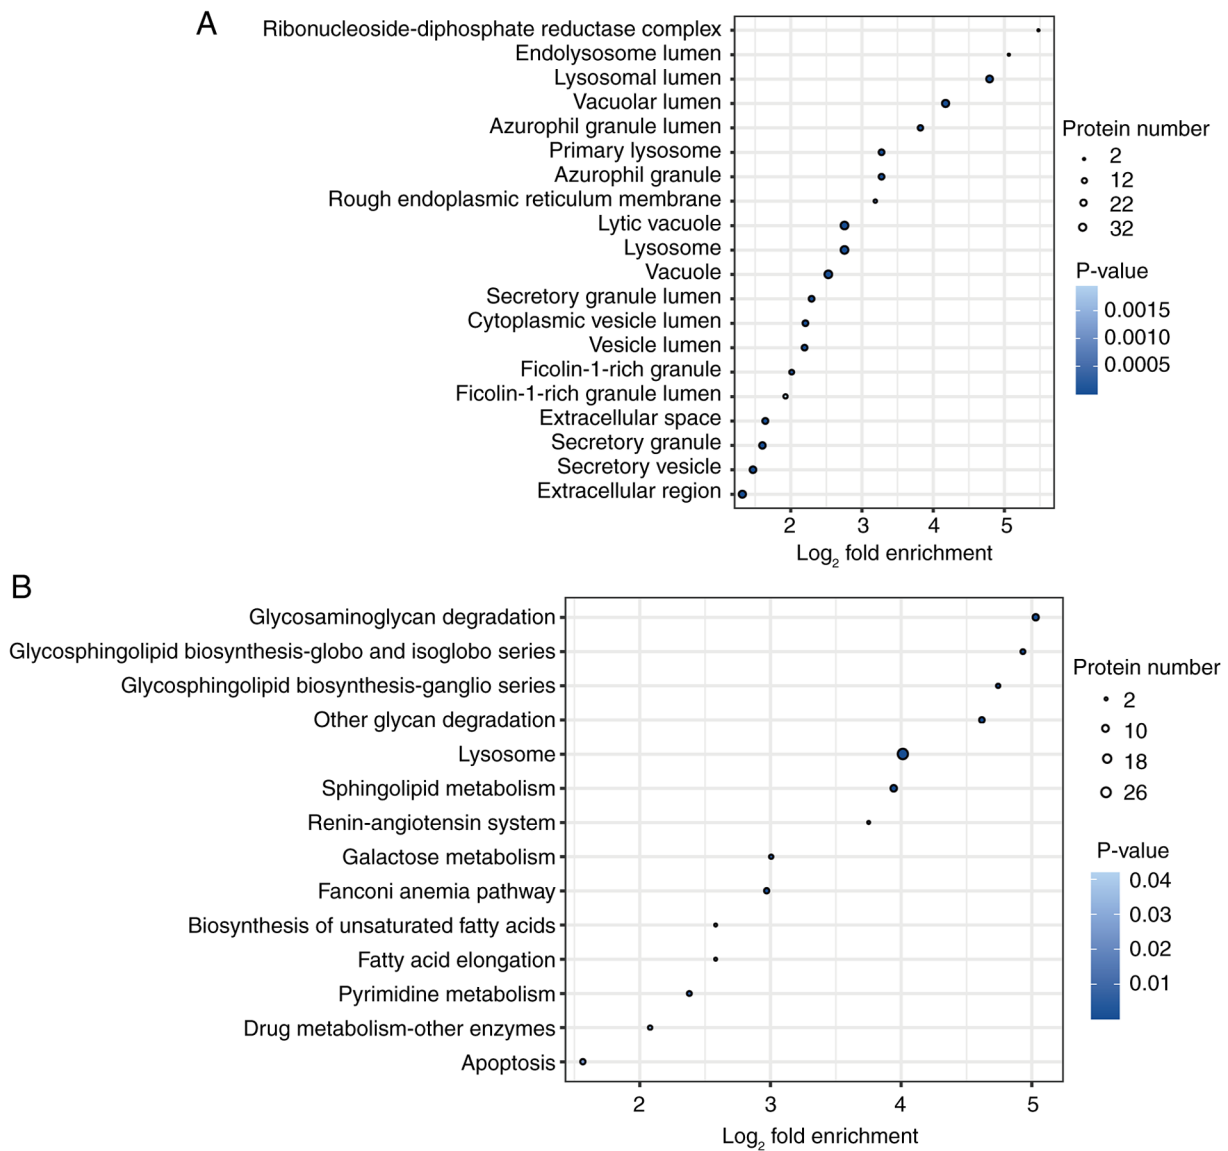 A
Ribonucleoside-diphosphate reductase complex
Endolysosome lumen
Lysosomal lumen
Vacuolar lumen
Azurophil granule lumen
Primary lysosome
Azurophil granule
Rough endoplasmic reticulum membrane
Lytic vacuole
Lysosome
Vacuole
Secretory granule lumen
Cytoplasmic vesicle lumen
Vesicle lumen
Ficolin-1-rich granule
Ficolin-1-rich granule lumen
Extracellular space
Secretory granule
Secretory vesicle
Extracellular region
2 3 4 5
Log2 fold enrichment
Protein number
2
12
22
32
P-value
0.0015
0.0010
0.0005
B
Glycosaminoglycan degradation
Glycosphingolipid biosynthesis-globo and isoglobo series
Glycosphingolipid biosynthesis-ganglio series
Other glycan degradation
Lysosome
Sphingolipid metabolism
Renin-angiotensin system
Galactose metabolism
Fanconi anemia pathway
Biosynthesis of unsaturated fatty acids
Fatty acid elongation
Pyrimidine metabolism
Drug metabolism-other enzymes
Apoptosis
2 3 4 5
Log2 fold enrichment
Protein number
2
10
18
26
P-value
0.04
0.03
0.02
0.01